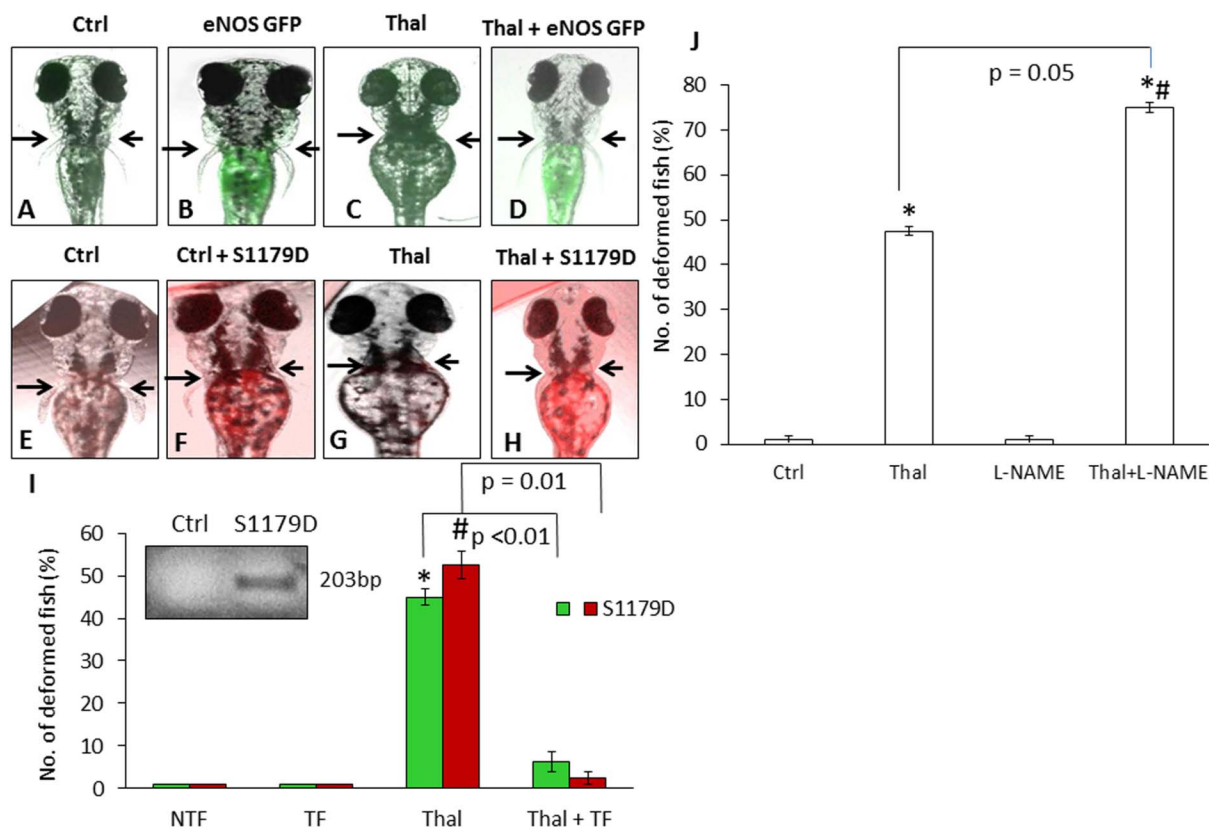 Ctrl eNOS GFP Thal Thal + eNOS GFP
A B C D
Ctrl Ctrl + S1179D Thal Thal + S1179D
E F G H
J
No. of deformed fish (%)
80
70
60
50
40
30
20
10
0
p = 0.05
*
*#
Ctrl Thal L-NAME Thal+L-NAME
I
No. of deformed fish (%)
60
50
40
30
20
10
0
Ctrl S1179D
203bp
p = 0.01
p <0.01
*
#
S1179D
NTF TF Thal Thal + TF